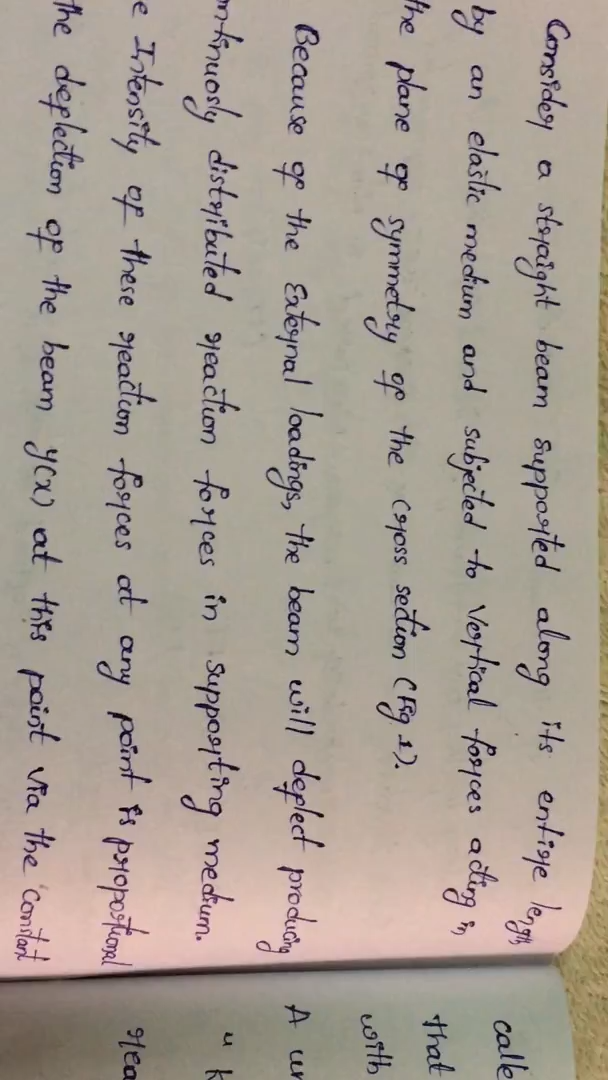 Consider a straight beam supported along its entire length
by an elastic medium and subjected to vertical forces acting in
the plane of symmetry of the cross section (Fig 1).
Because of the External loadings, the beam will deflect producing
ntinuosly distributed reaction forces in supporting medium.
e Intensity of these reaction forces at any point is proportional
the deflection of the beam y(x) at this point via the constant
calle
that
with
A un
u k
rea